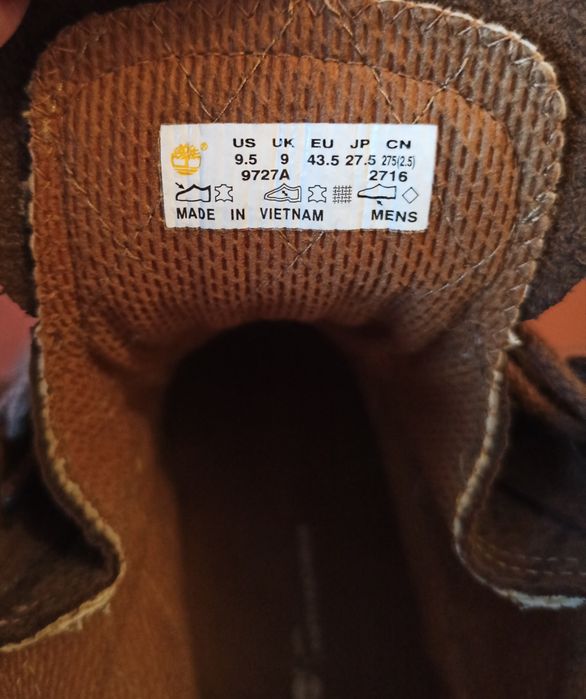 US UK EU JP CN
9.5 9 43.5 27.5 275(2.5)
9727A 2716
MADE IN VIETNAM MENS